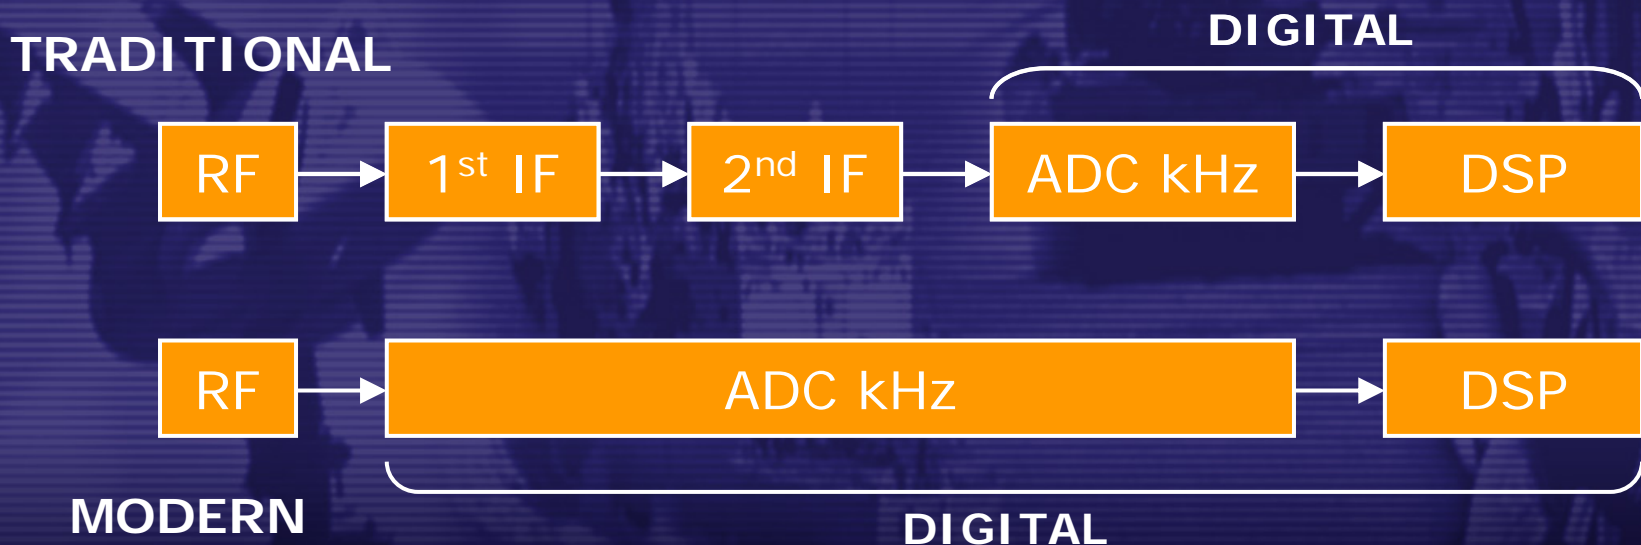 DIGITAL
TRADITIONAL
RF 1st IF 2nd IF ADC kHz DSP
RF ADC kHz DSP
MODERN
DIGITAL